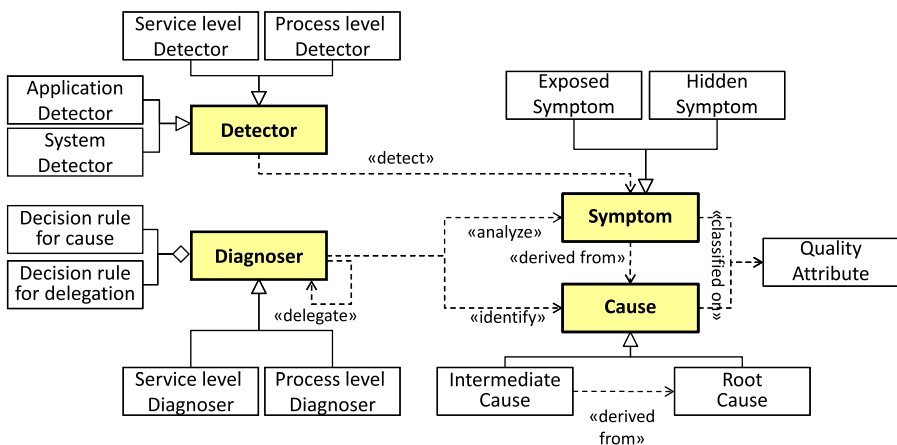 Service level
Detector
Process level
Detector
Application
Detector
System
Detector
Detector
Exposed
Symptom
Hidden
Symptom
«detect»
Symptom
«analyze»
«derived from»
«classified on»
Quality
Attribute
Decision rule
for cause
Decision rule
for delegation
Diagnoser
«delegate»
«identify»
Cause
Service level
Diagnoser
Process level
Diagnoser
Intermediate
Cause
Root
Cause
«derived
from»